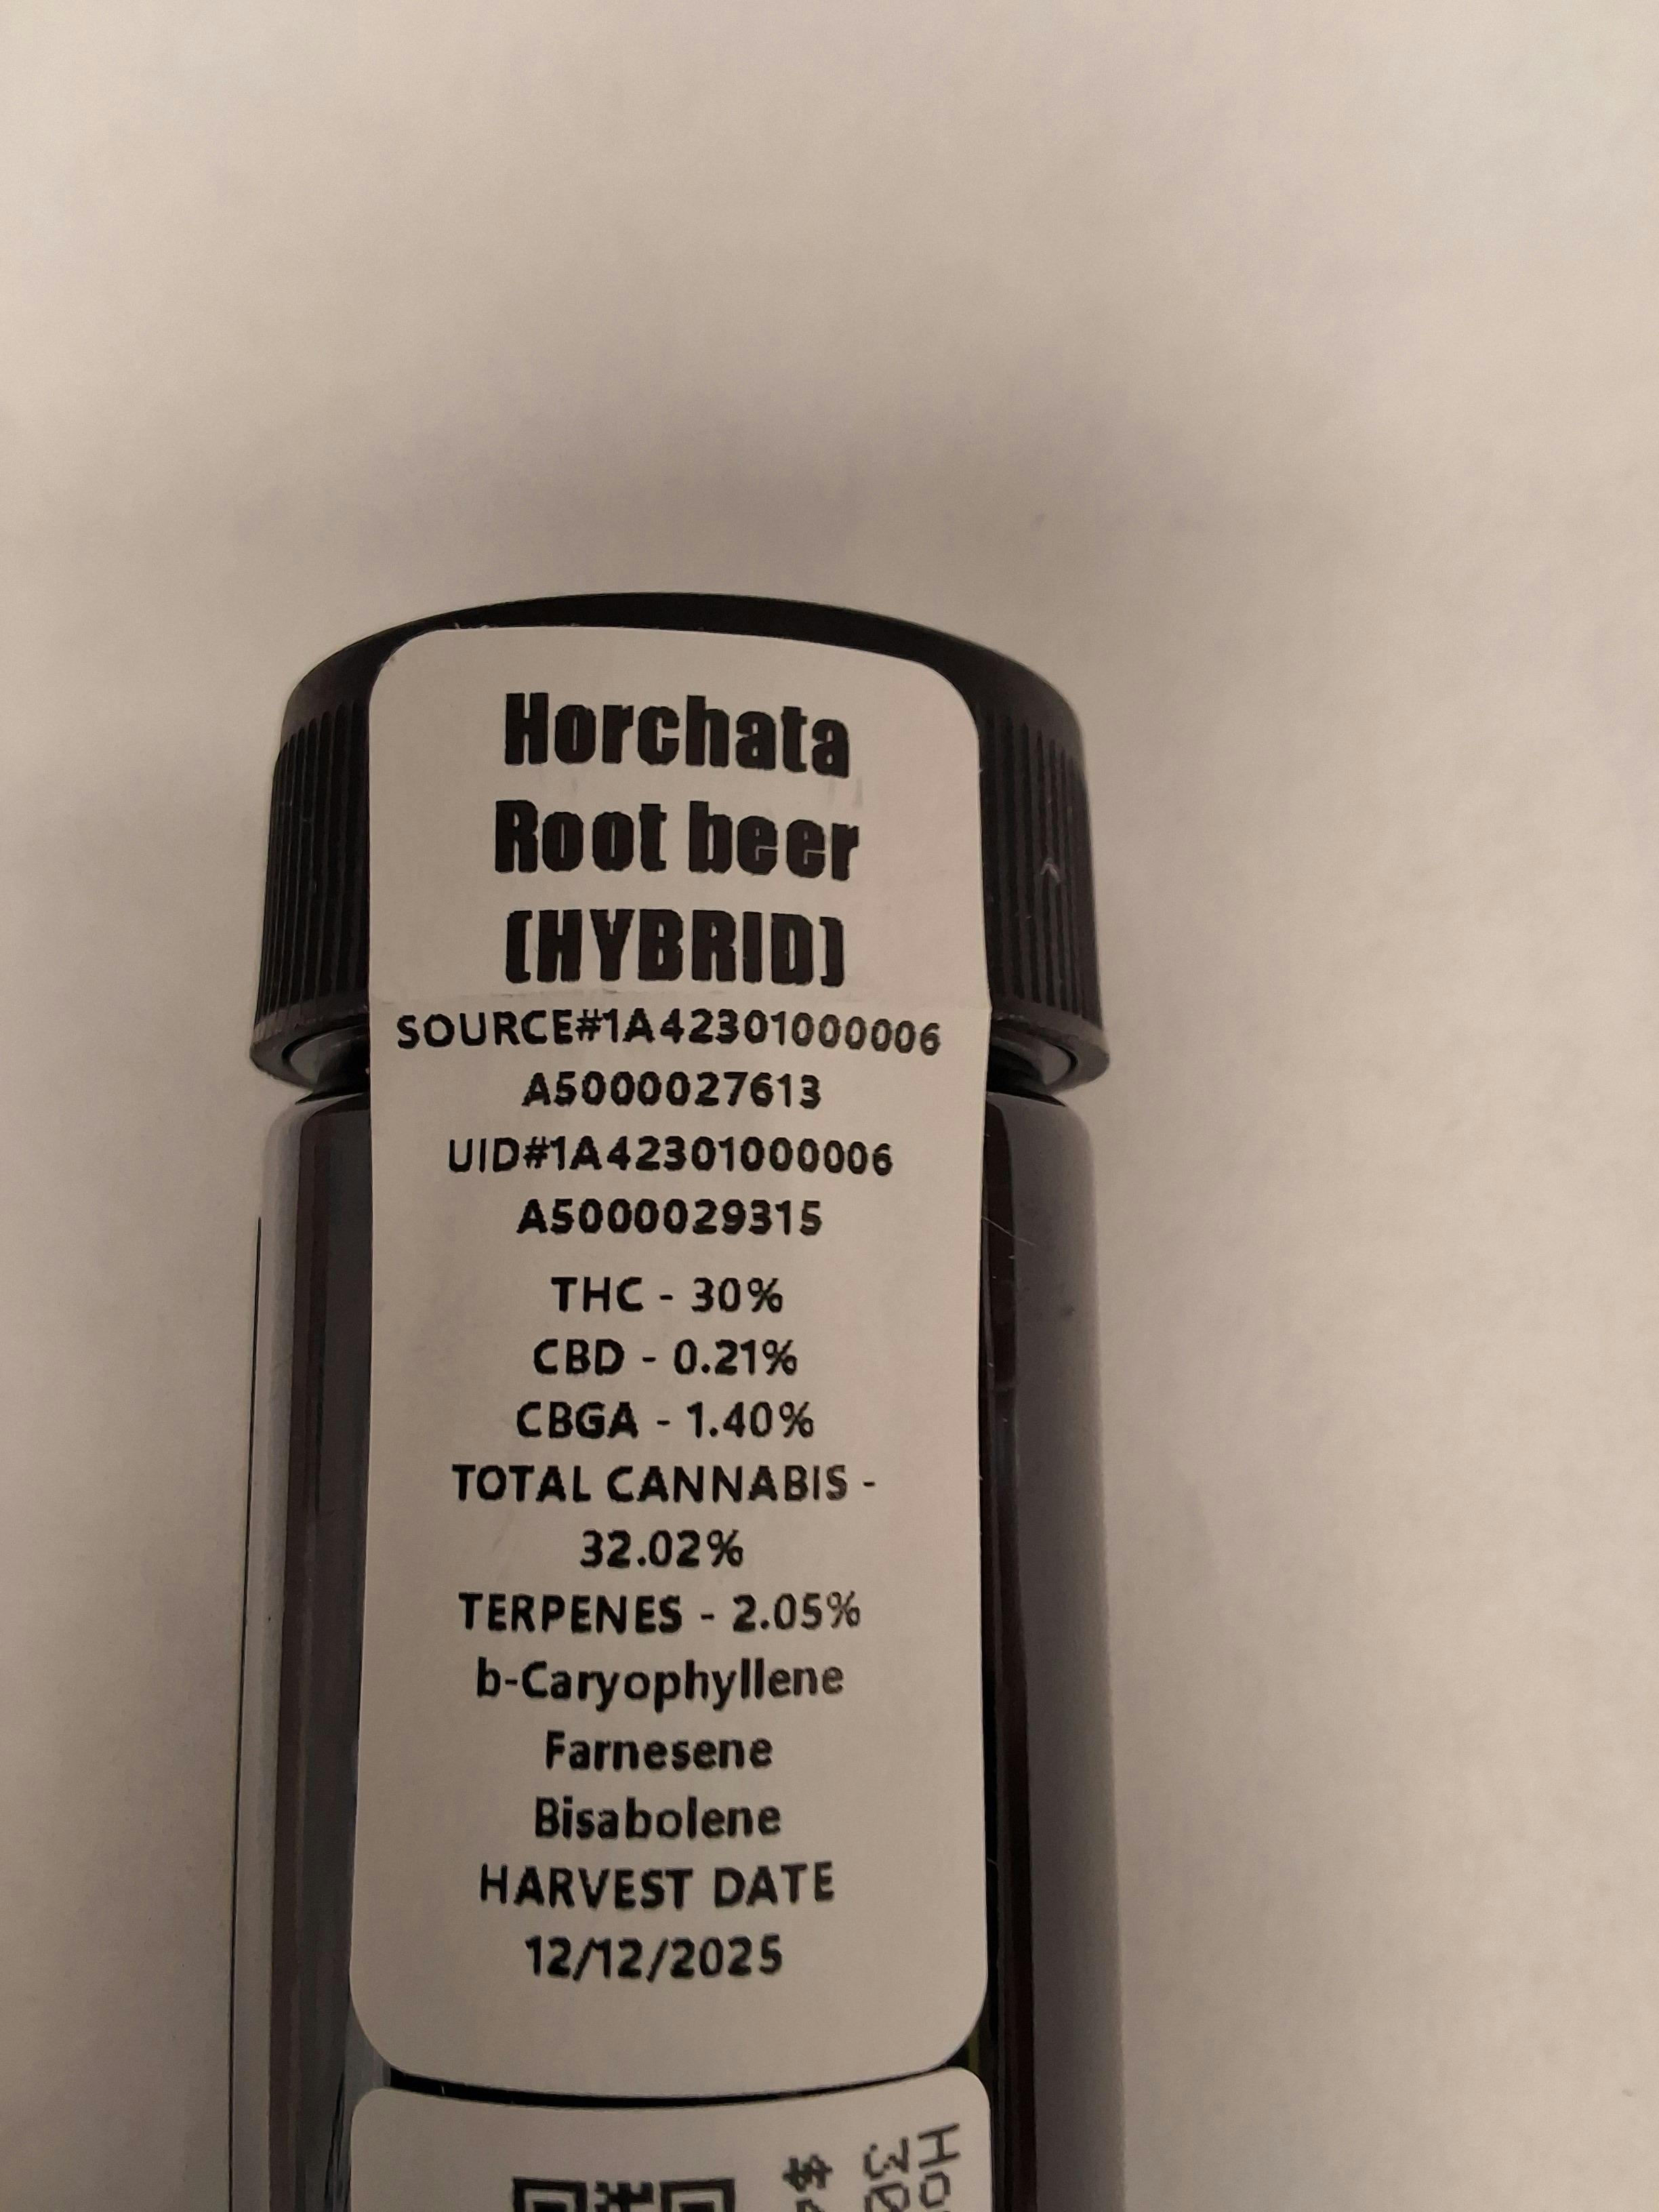 Horchata
Root beer
(HYBRID)
SOURCE#1A42301000006
A5000027613
UID#1A42301000006
A5000029315
THC - 30%
CBD - 0.21%
CBGA - 1.40%
TOTAL CANNABIS -
32.02%
TERPENES - 2.05%
b-Caryophyllene
Farnesene
Bisabolene
HARVEST DATE
12/12/2025